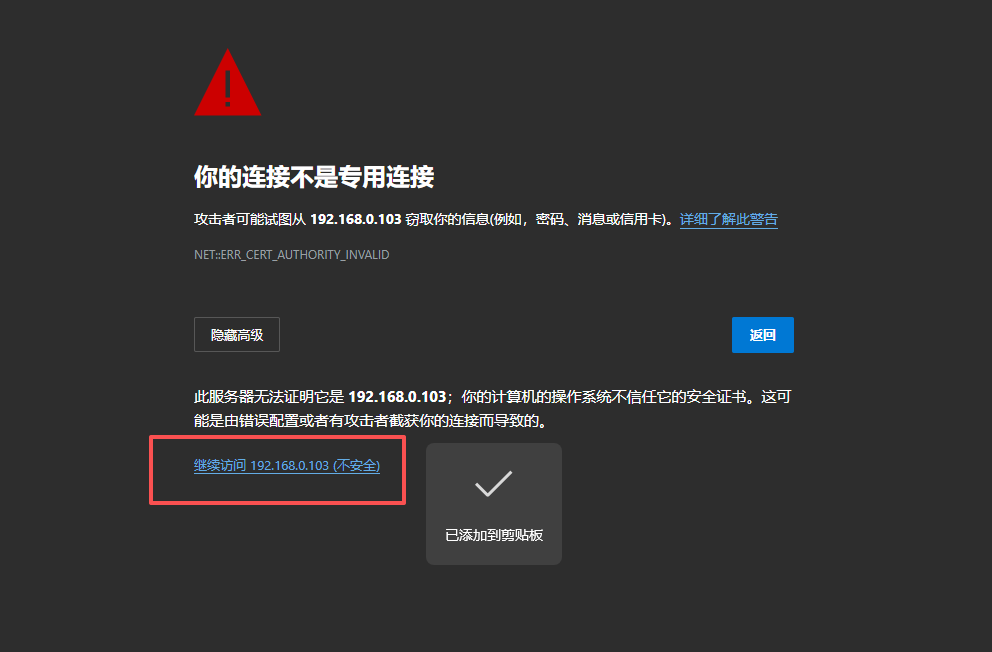 你的连接不是专用连接
攻击者可能试图从 192.168.0.103 窃取你的信息(例如，密码、消息或信用卡)。详细了解此警告
NET::ERR_CERT_AUTHORITY_INVALID
隐藏高级
返回
此服务器无法证明它是 192.168.0.103；你的计算机的操作系统不信任它的安全证书。这可
能是由错误配置或者有攻击者截获你的连接而导致的。
继续访问 192.168.0.103 (不安全)
已添加到剪贴板